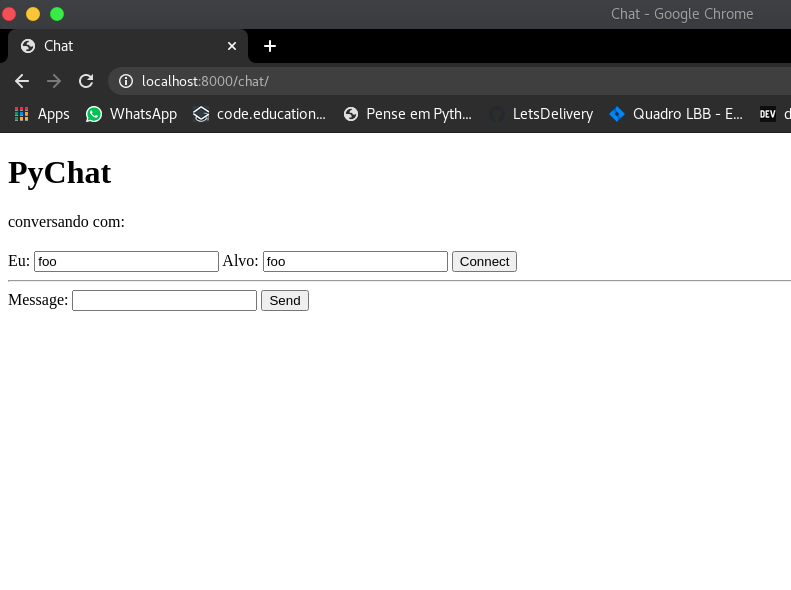 Chat - Google Chrome
Chat
localhost:8000/chat/
Apps WhatsApp code.education... Pense em Pyth... LetsDelivery Quadro LBB - E... DEV d
PyChat
conversando com:
Eu: foo Alvo: foo Connect
Message: Send